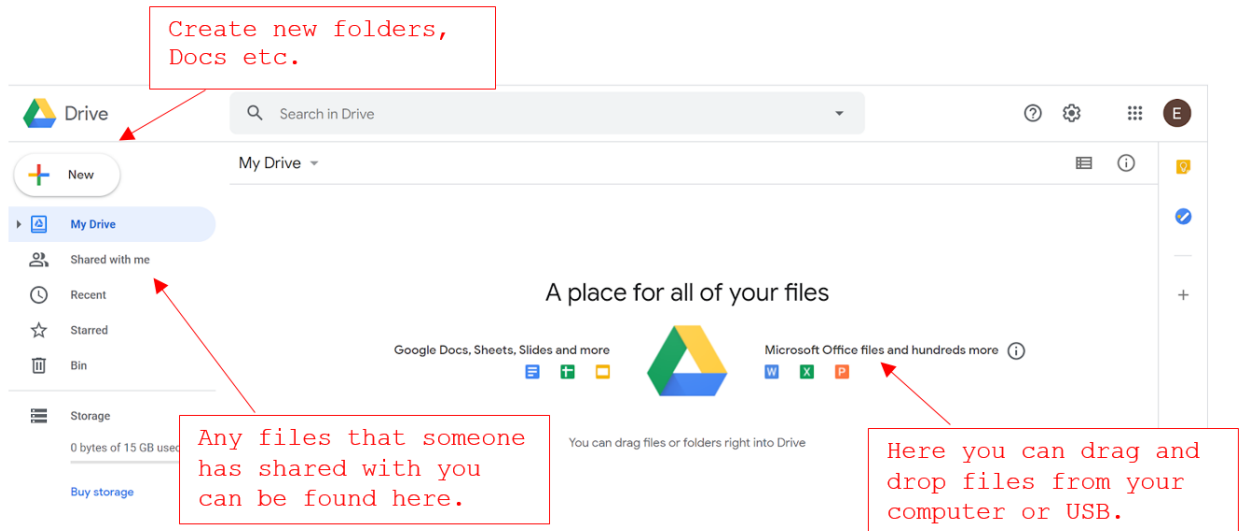 Create new folders,
Docs etc.
Drive
Search in Drive
E
New
My Drive
My Drive
Shared with me
Recent
Starred
Bin
Storage
0 bytes of 15 GB used
Buy storage
A place for all of your files
Google Docs, Sheets, Slides and more
Microsoft Office files and hundreds more
W X P
You can drag files or folders right into Drive
Any files that someone
has shared with you
can be found here.
Here you can drag and
drop files from your
computer or USB.